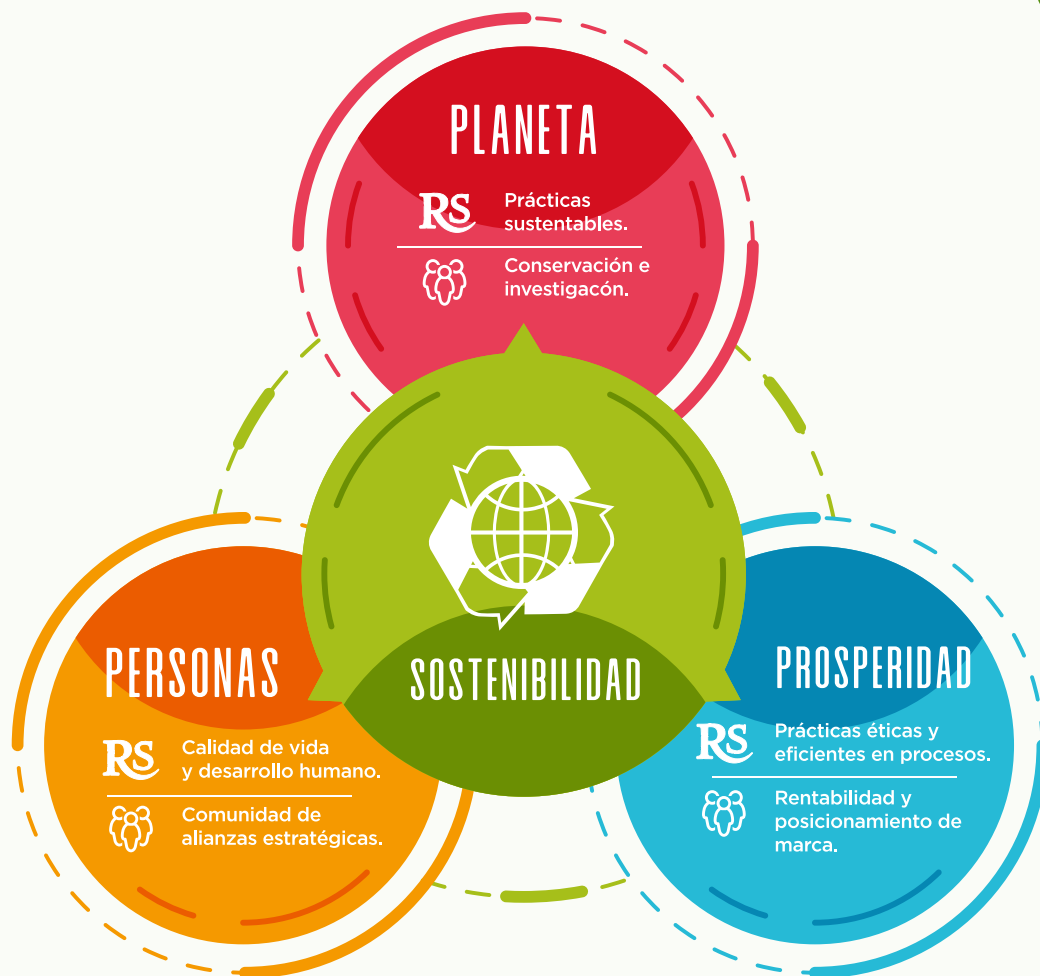 PLANETA
RS
Prácticas
sustentables.
Conservación e
investigacón.
SOSTENIBILIDAD
PERSONAS
RS
Calidad de vida
y desarrollo humano.
Comunidad de
alianzas estratégicas.
PROSPERIDAD
RS
Prácticas éticas y
eficientes en procesos.
Rentabilidad y
posicionamiento de
marca.